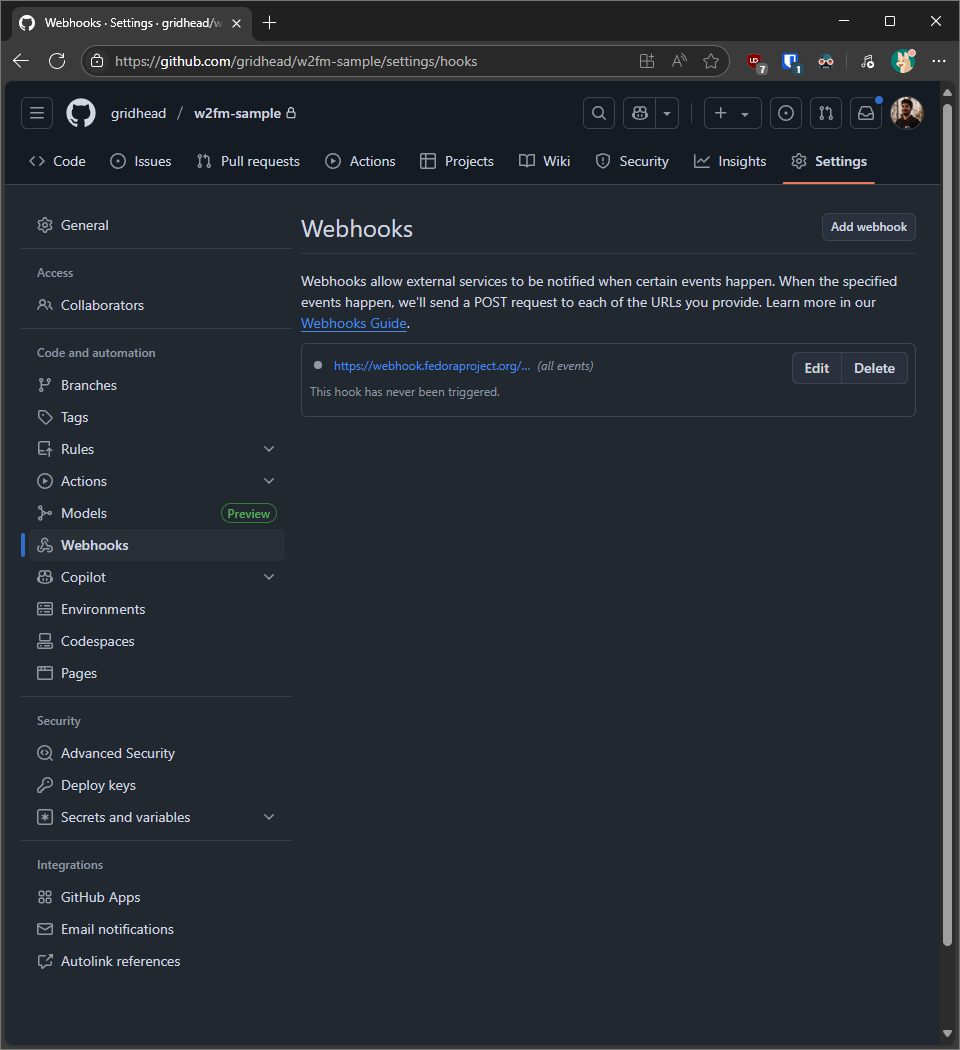 Webhooks · Settings · gridhead/w
https://github.com/gridhead/w2fm-sample/settings/hooks
UD
7
1
gridhead / w2fm-sample
Code
Issues
Pull requests
Actions
Projects
Wiki
Security
Insights
Settings
General
Access
Collaborators
Code and automation
Branches
Tags
Rules
Actions
Models Preview
Webhooks
Copilot
Environments
Codespaces
Pages
Security
Advanced Security
Deploy keys
Secrets and variables
Integrations
GitHub Apps
Email notifications
Autolink references
Webhooks
Add webhook
Webhooks allow external services to be notified when certain events happen. When the specified
events happen, we'll send a POST request to each of the URLs you provide. Learn more in our
Webhooks Guide.
https://webhook.fedoraproject.org/... (all events)
Edit Delete
This hook has never been triggered.